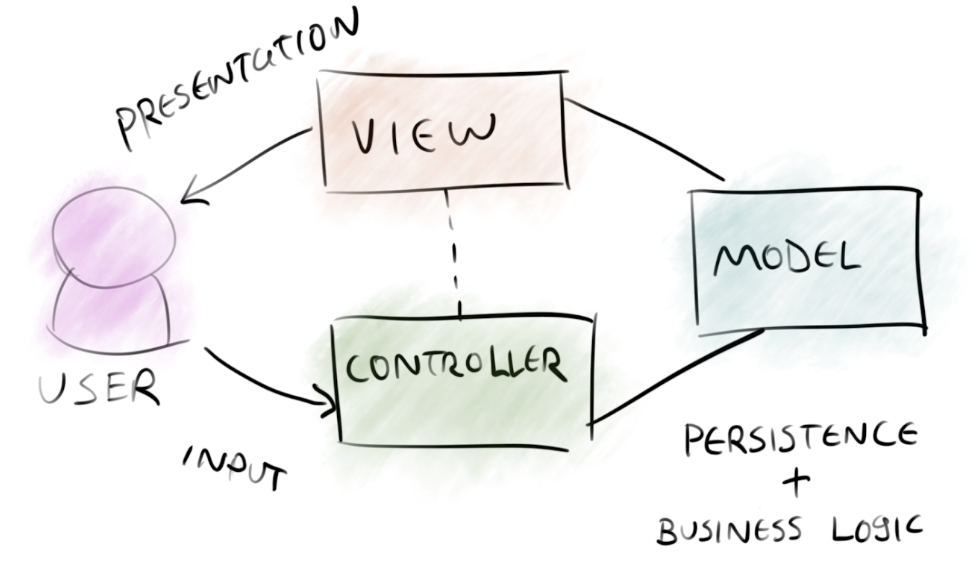 PRESENTATION
VIEW
MODEL
CONTROLLER
USER
INPUT
PERSISTENCE
+
BUSINESS LOGIC